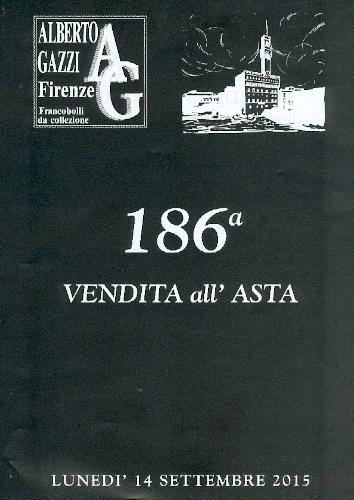 ALBERTO
GAZZI
Firenze
Francobolli
da collezione
AG
186a
VENDITA all' ASTA
LUNEDI' 14 SETTEMBRE 2015